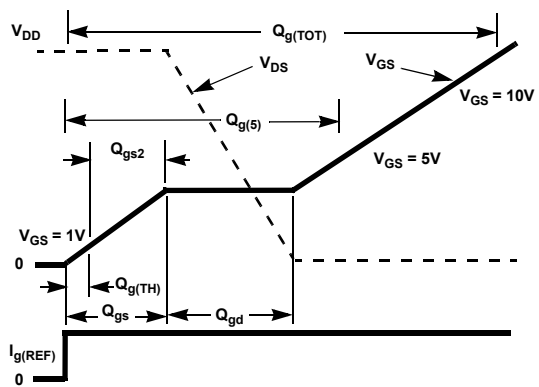 V_DD
Q_g(TOT)
V_DS
V_GS
V_GS = 10V
Q_g(5)
Q_gs2
V_GS = 5V
V_GS = 1V
0
Q_g(TH)
Q_gs
Q_gd
I_g(REF)
0